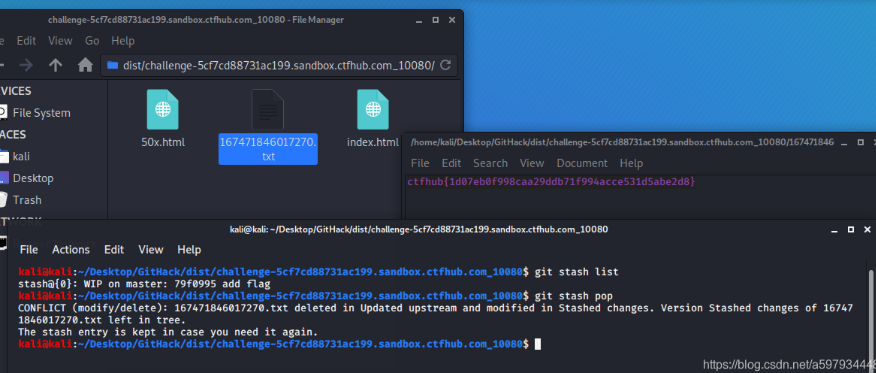 challenge-5cf7cd88731ac199.sandbox.ctfhub.com_10080 - File Manager
Edit View Go Help
dist/challenge-5cf7cd88731ac199.sandbox.ctfhub.com_10080/
File System
kali
Desktop
Trash
50x.html
167471846017270.
txt
index.html
/home/kali/Desktop/GitHack/dist/challenge-5cf7cd88731ac199.sandbox.ctfhub.com_10080/16747184
File Edit Search View Document Help
ctfhub{1d07eb0f998caa29ddb71f994acce531d5abe2d8}
kali@kali: ~/Desktop/GitHack/dist/challenge-5cf7cd88731ac199.sandbox.ctfhub.com_10080
File Actions Edit View Help
kali@kali:~/Desktop/GitHack/dist/challenge-5cf7cd88731ac199.sandbox.ctfhub.com_10080$ git stash list
stash@{0}: WIP on master: 79f0995 add flag
kali@kali:~/Desktop/GitHack/dist/challenge-5cf7cd88731ac199.sandbox.ctfhub.com_10080$ git stash pop
CONFLICT (modify/delete): 167471846017270.txt deleted in Updated upstream and modified in Stashed changes. Version Stashed changes of 16747
1846017270.txt left in tree.
The stash entry is kept in case you need it again.
kali@kali:~/Desktop/GitHack/dist/challenge-5cf7cd88731ac199.sandbox.ctfhub.com_10080$
https://blog.csdn.net/a597934448